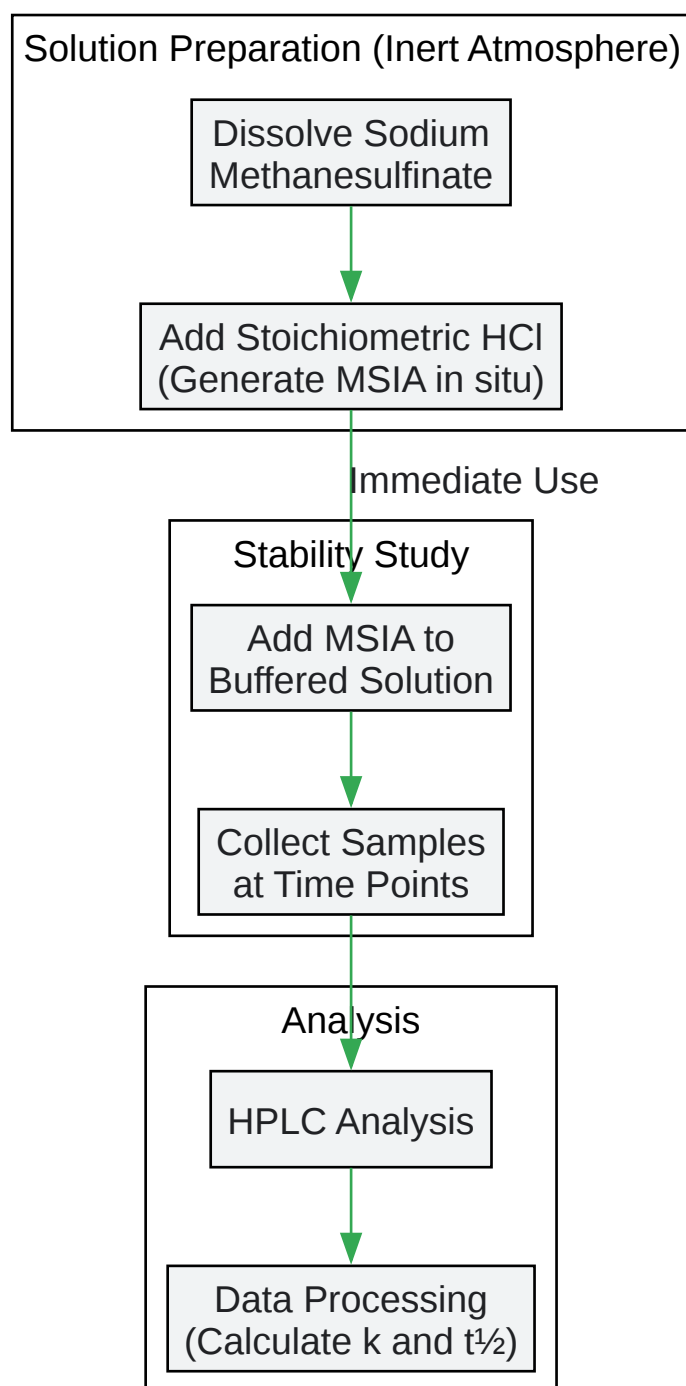 Solution Preparation (Inert Atmosphere)
Dissolve Sodium
Methanesulfinate
Add Stoichiometric HCl
(Generate MSIA in situ)
Immediate Use
Stability Study
Add MSIA to
Buffered Solution
Collect Samples
at Time Points
Analysis
HPLC Analysis
Data Processing
(Calculate k and t½)